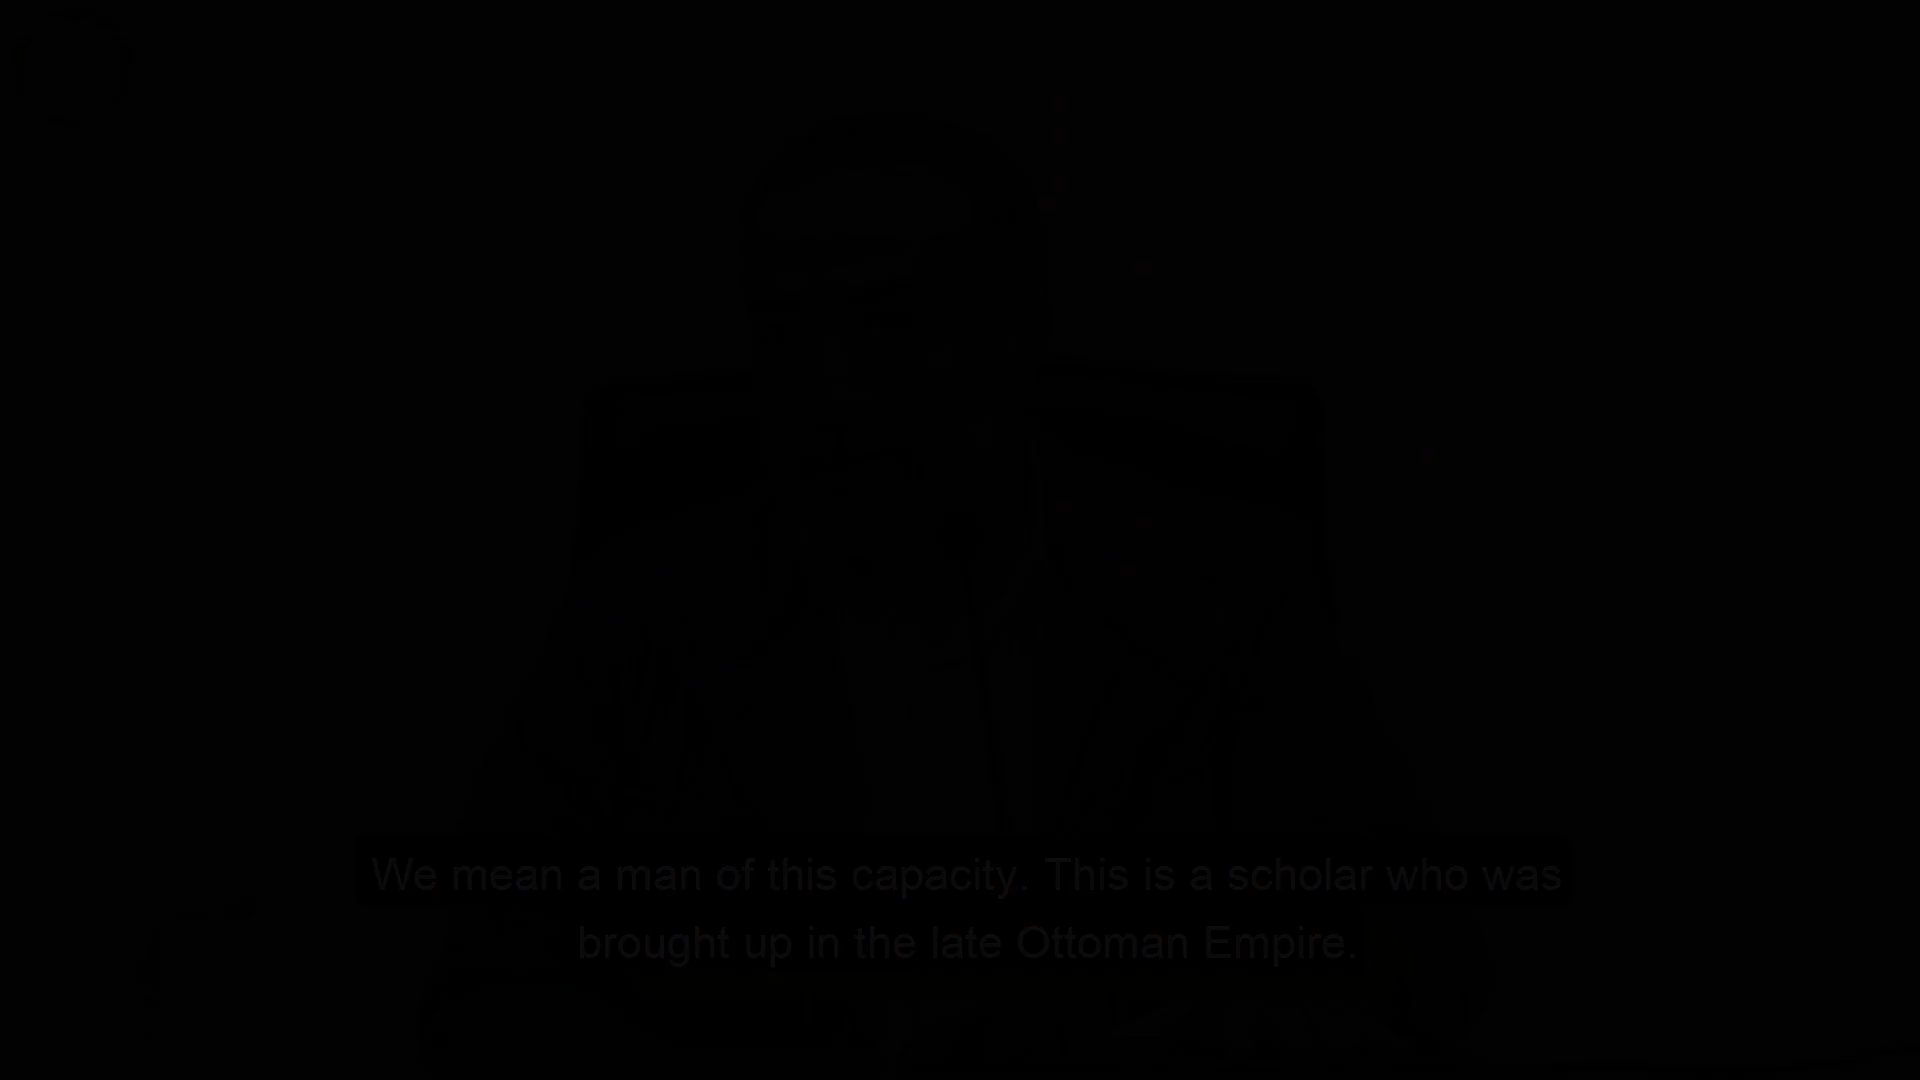 We mean a man of this capacity. This is a scholar who was
brought up in the late Ottoman Empire.